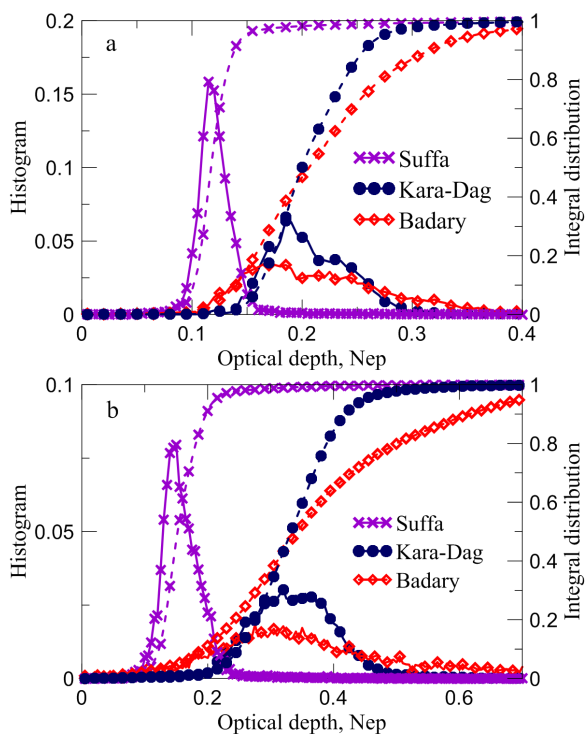 a
Histogram
0.2
0.15
0.1
0.05
0
1
0.8
0.6
0.4
0.2
0
Integral distribution
Suffa
Kara-Dag
Badary
0 0.1 0.2 0.3 0.4
Optical depth, Nep
b
Histogram
0.1
0.05
0
1
0.8
0.6
0.4
0.2
0
Integral distribution
Suffa
Kara-Dag
Badary
0 0.2 0.4 0.6
Optical depth, Nep